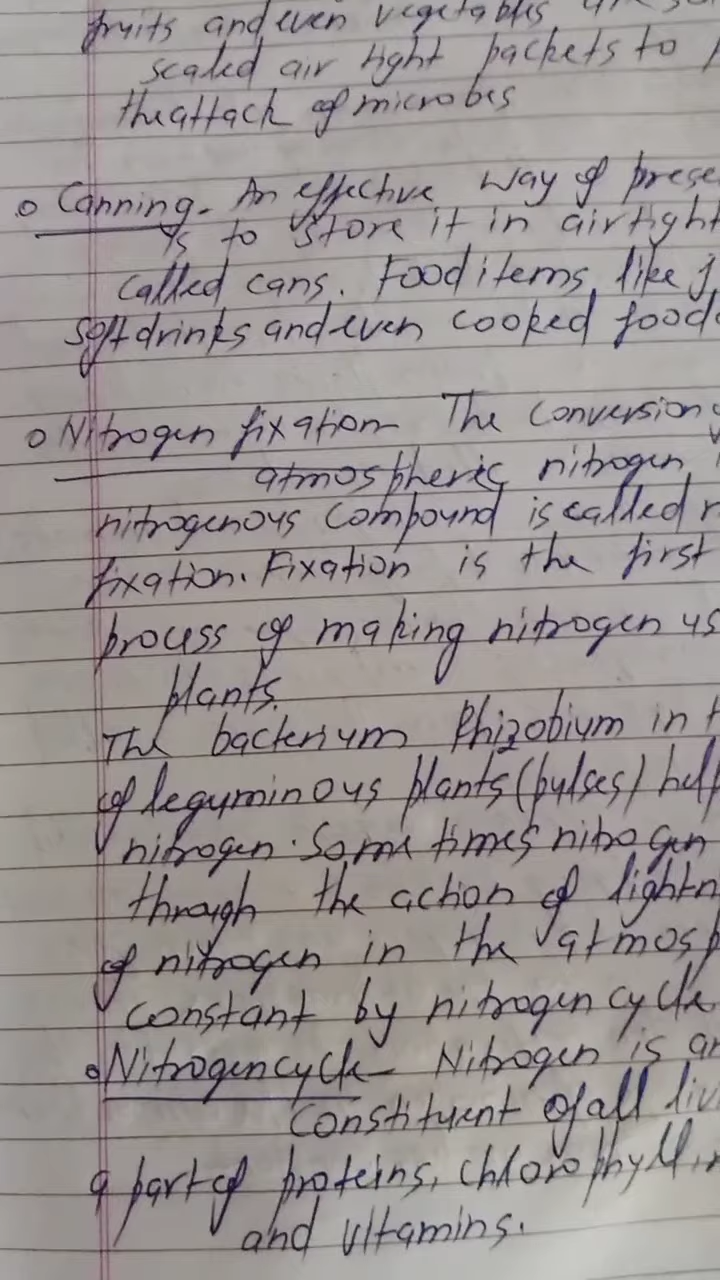 fruits and even vegetables are
sealed air tight packets to
the attack of microbes
Canning- An effective way of prese
is to store it in airtight
called cans. Food items like j
soft drinks and even cooked food
Nitrogen fixation- The conversion
atmospheric nitrogen
nitrogenous compound is called n
fixation. Fixation is the first
process of making nitrogen us
plants.
The bacterium Rhizobium in t
of leguminous plants (pulses) help
nitrogen. Some times nitrogen
through the action of lightn
of nitrogen in the atmosp
constant by nitrogen cycle
Nitrogen cycle- Nitrogen is an
constituent of all liv
a part of proteins, chlorophyll, n
and vitamins.